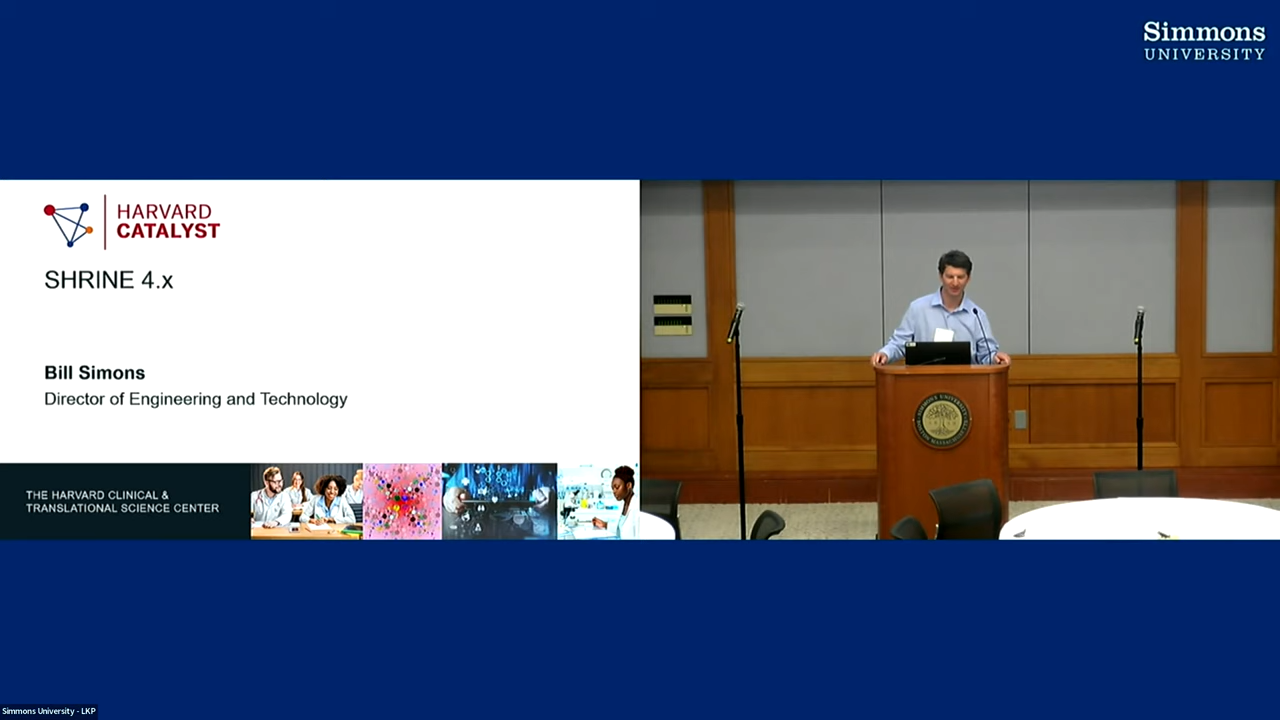 Simmons
UNIVERSITY
HARVARD
CATALYST
SHRINE 4.x
Bill Simons
Director of Engineering and Technology
THE HARVARD CLINICAL &
TRANSLATIONAL SCIENCE CENTER
Simmons University - LKP